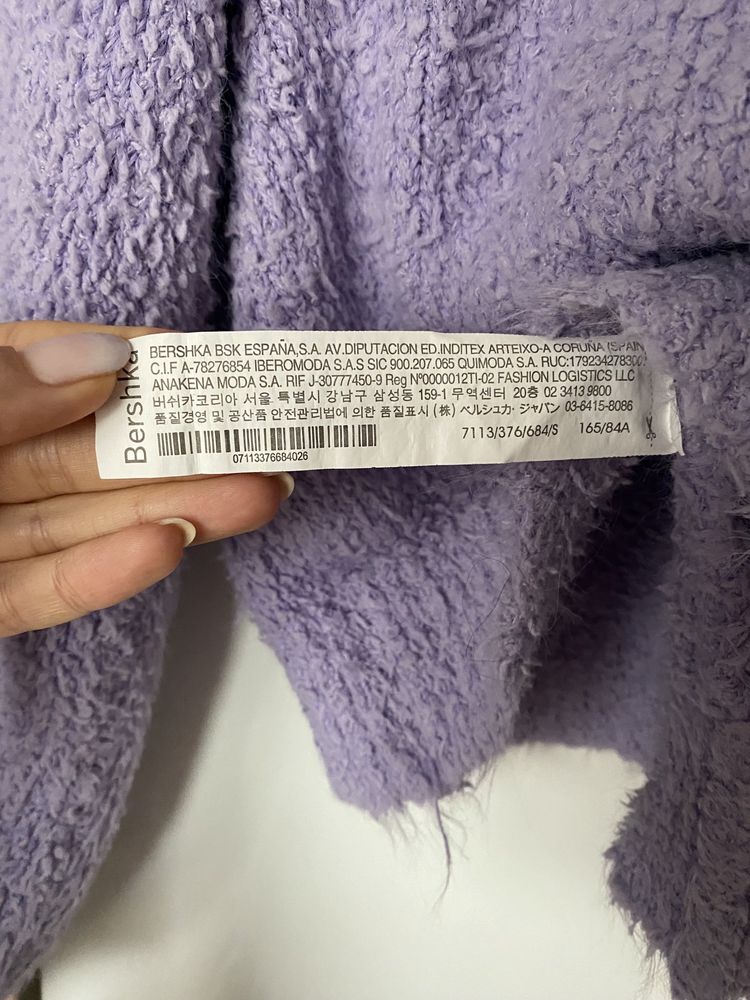 Bershka
BERSHKA BSK ESPAÑA,S.A. AV.DIPUTACION ED.INDITEX ARTEIXO-A CORUÑA (SPAIN
C.I.F A-78276854 IBEROMODA S.A.S SIC 900.207.065 QUIMODA S.A. RUC:1792342783001
ANAKENA MODA S.A. RIF J-30777450-9 Reg Nº0000012TI-02 FASHION LOGISTICS LLC
버쉬카코리아 서울 특별시 강남구 삼성동 159-1 무역센터 20층 02 3413 9800
품질경영 및 공산품 안전관리법에 의한 품질표시 (株) ベルシュカ・ジャパン 03-6415-8086
07113376684026
7113/376/684/S 165/84A